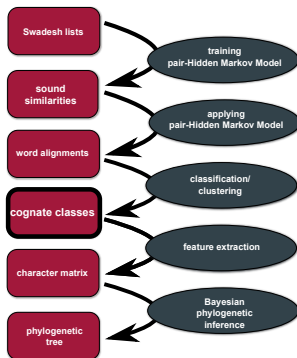 Swadesh lists
training
pair-Hidden Markov Model
sound
similarities
applying
pair-Hidden Markov Model
word alignments
classification/
clustering
cognate classes
feature extraction
character matrix
Bayesian
phylogenetic
inference
phylogenetic
tree